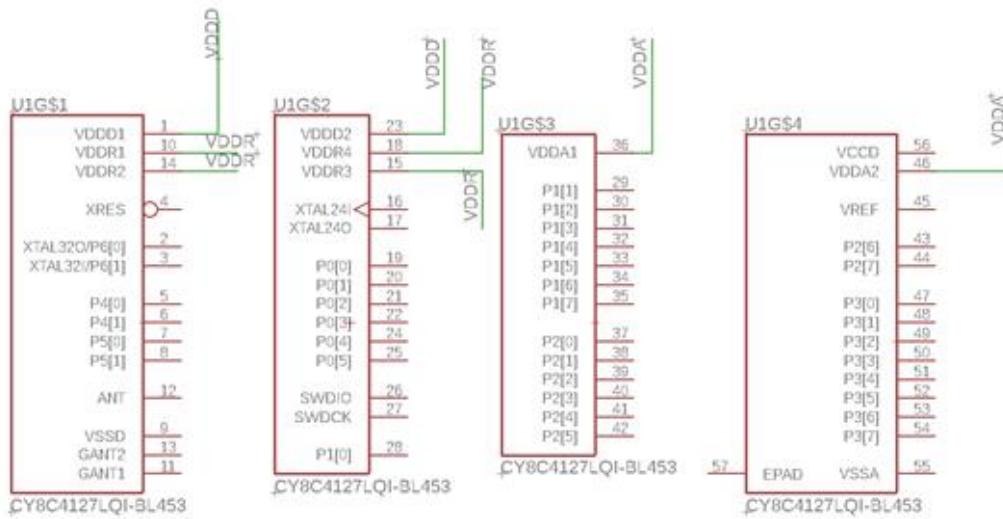 VDDD
U1G$1
VDDD1 1
VDDR1 10 VDDR
VDDR2 14 VDDR
XRES 4
XTAL32O/P6[0] 2
XTAL32I/P6[1] 3
P4[0] 5
P4[1] 6
P5[0] 7
P5[1] 8
ANT 12
VSSD 9
GANT2 13
GANT1 11
CY8C4127LQI-BL453
VDDD
VDDR
U1G$2
VDDD2 23
VDDR4 18
VDDR3 15
VDDR
XTAL24I 16
XTAL24O 17
P0[0] 19
P0[1] 20
P0[2] 21
P0[3] 22
P0[4] 24
P0[5] 25
SWDIO 26
SWDCK 27
P1[0] 28
CY8C4127LQI-BL453
VDDA
U1G$3
VDDA1 36
P1[1] 29
P1[2] 30
P1[3] 31
P1[4] 32
P1[5] 33
P1[6] 34
P1[7] 35
P2[0] 37
P2[1] 38
P2[2] 39
P2[3] 40
P2[4] 41
P2[5] 42
CY8C4127LQI-BL453
VDDA
U1G$4
VCCD 56
VDDA2 46
VREF 45
P2[6] 43
P2[7] 44
P3[0] 47
P3[1] 48
P3[2] 49
P3[3] 50
P3[4] 51
P3[5] 52
P3[6] 53
P3[7] 54
57 EPAD VSSA 55
CY8C4127LQI-BL453